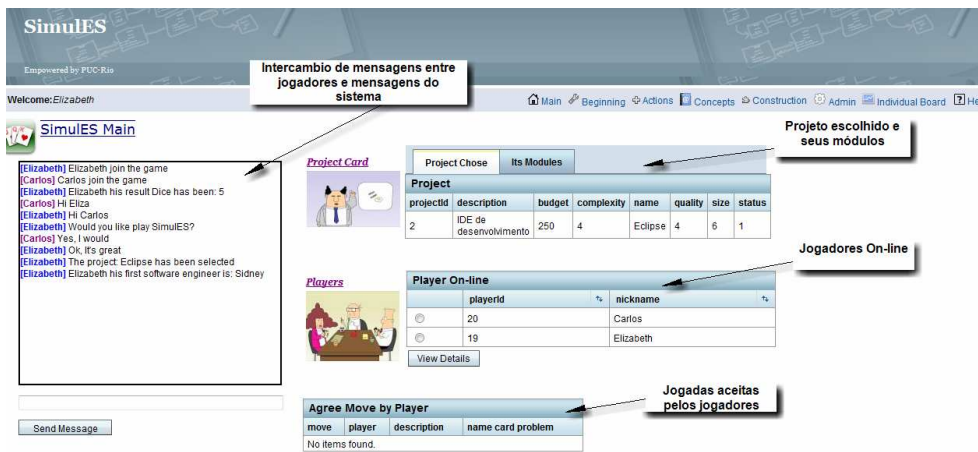 SimulES
Empowered by PUC-Rio
Intercambio de mensagens entre
jogadores e mensagens do
sistema
Welcome:Elizabeth
Main Beginning Actions Concepts Construction Admin Individual Board He
SimulES Main
[Elizabeth] Elizabeth join the game
[Carlos] Carlos join the game
[Elizabeth] Elizabeth his result Dice has been: 5
[Carlos] Hi Eliza
[Elizabeth] Hi Carlos
[Elizabeth] Would you like play SimulES?
[Carlos] Yes, I would
[Elizabeth] Ok, It's great
[Elizabeth] The project: Eclipse has been selected
[Elizabeth] Elizabeth his first software engineer is: Sidney
Send Message
Project Card
Project Chose Its Modules
Project
projectId description budget complexity name quality size status
2 IDE de desenvolvimento 250 4 Eclipse 4 6 1
Projeto escolhido e
seus módulos
Players
Player On-line
playerId nickname
20 Carlos
19 Elizabeth
View Details
Jogadores On-line
Agree Move by Player
move player description name card problem
No items found.
Jogadas aceitas
pelos jogadores